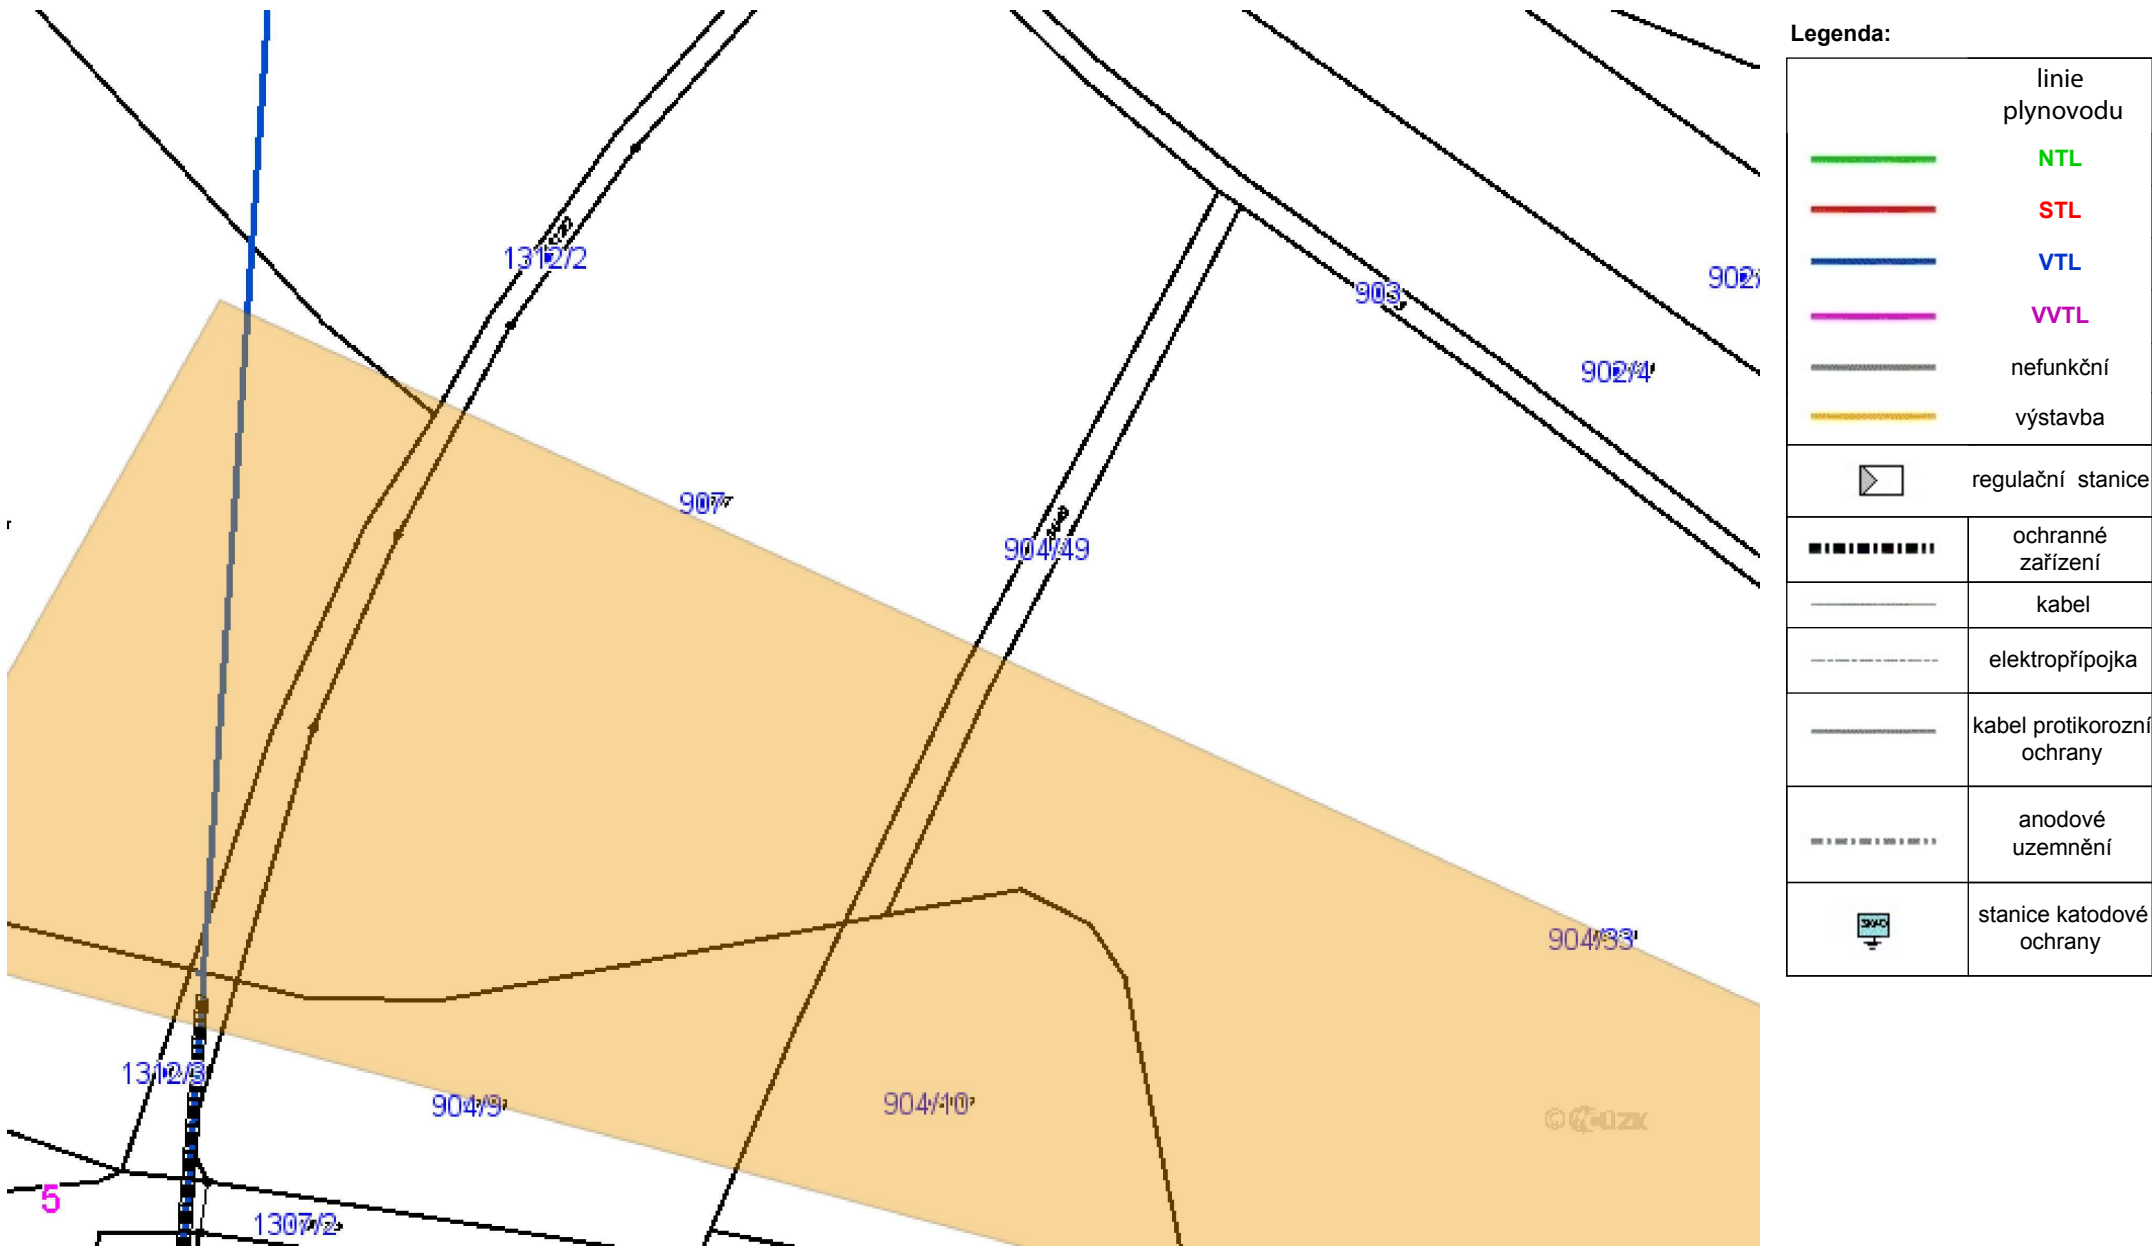 Legenda:
linie
plynovodu
NTL
STL
VTL
VVTL
nefunkční
výstavba
regulační stanice
ochranné
zařízení
kabel
elektropřípojka
kabel protikorozní
ochrany
anodové
uzemnění
stanice katodové
ochrany
1312/2
903
902/4
907
904/49
904/33
1312/3
904/9
904/10
5
1307/2